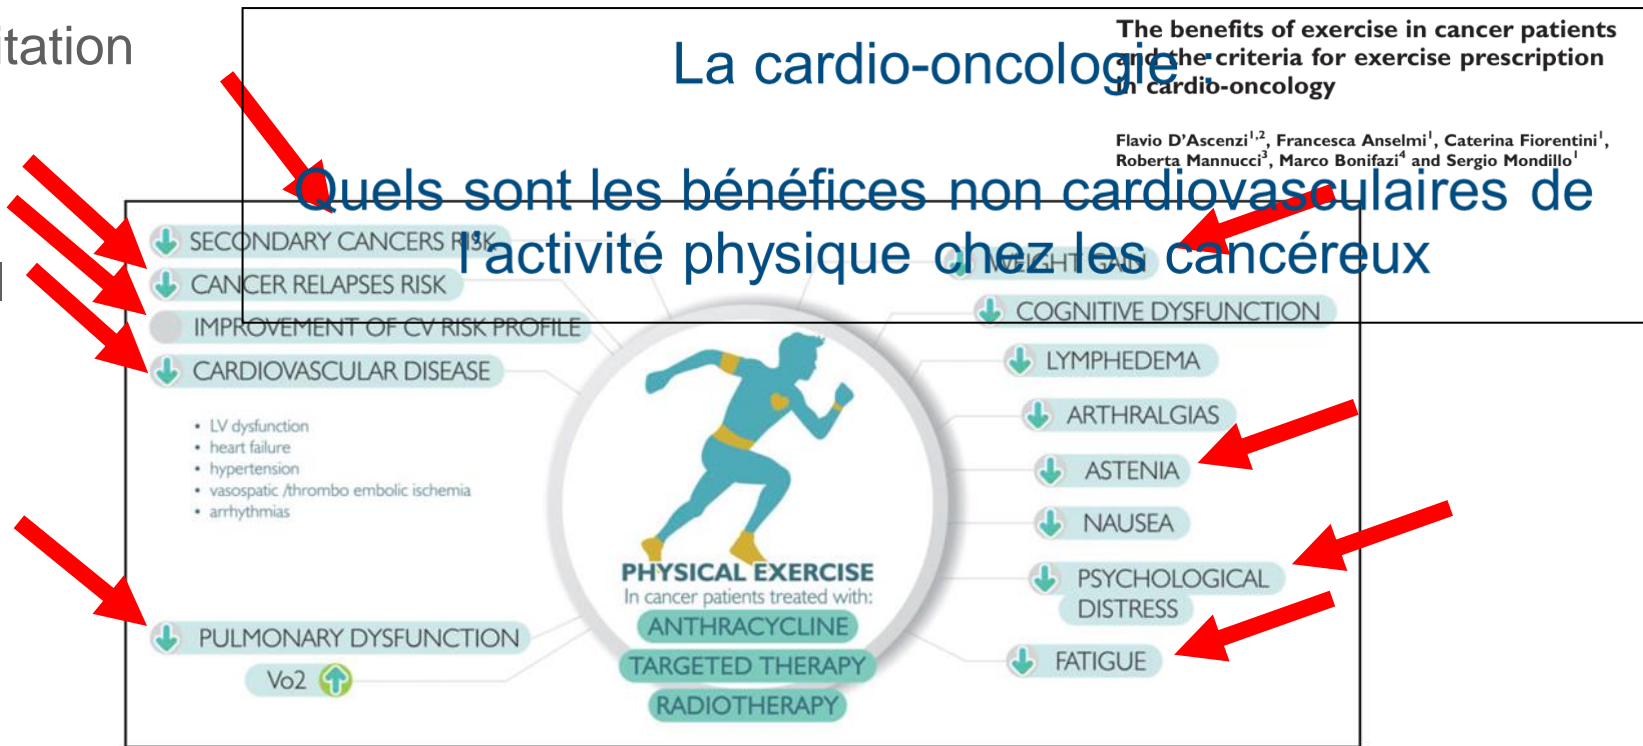 itation
La cardio-oncologie :
The benefits of exercise in cancer patients
and the criteria for exercise prescription
in cardio-oncology
Flavio D'Ascenzi1,2, Francesca Anselmi1, Caterina Fiorentini1,
Roberta Mannucci3, Marco Bonifazi4 and Sergio Mondillo1
Quels sont les bénéfices non cardiovasculaires de
l'activité physique chez les cancéreux
SECONDARY CANCERS RISK
CANCER RELAPSES RISK
IMPROVEMENT OF CV RISK PROFILE
CARDIOVASCULAR DISEASE
• LV dysfunction
• heart failure
• hypertension
• vasospatic /thrombo embolic ischemia
• arrhythmias
PULMONARY DYSFUNCTION
Vo2
PHYSICAL EXERCISE
In cancer patients treated with:
ANTHRACYCLINE
TARGETED THERAPY
RADIOTHERAPY
WEIGHT GAIN
COGNITIVE DYSFUNCTION
LYMPHEDEMA
ARTHRALGIAS
ASTENIA
NAUSEA
PSYCHOLOGICAL
DISTRESS
FATIGUE